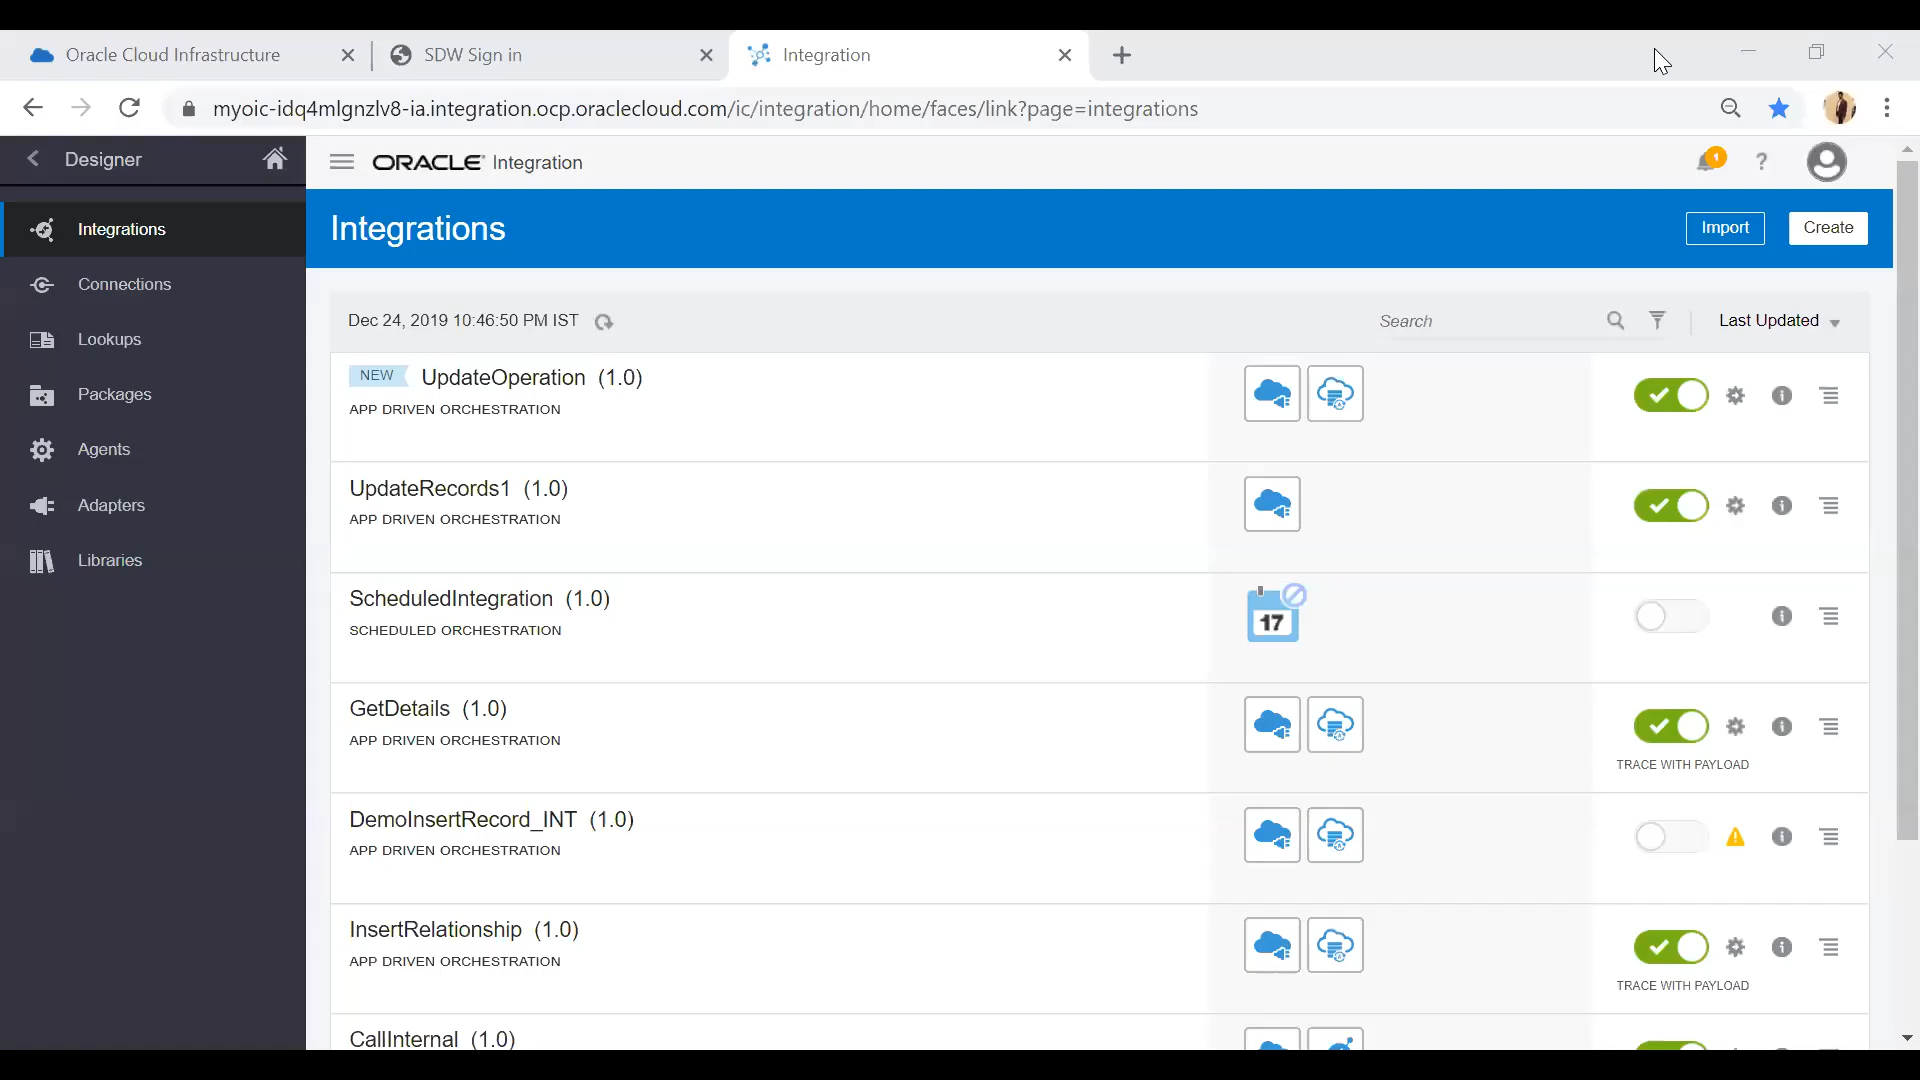 Oracle Cloud Infrastructure
SDW Sign in
Integration
myoic-idq4mlgnzlv8-ia.integration.ocp.oraclecloud.com/ic/integration/home/faces/link?page=integrations
Designer
ORACLE Integration
1
?
Integrations
Connections
Lookups
Packages
Agents
Adapters
Libraries
Integrations
Import
Create
Dec 24, 2019 10:46:50 PM IST
Search
Last Updated
NEW UpdateOperation (1.0)
APP DRIVEN ORCHESTRATION
UpdateRecords1 (1.0)
APP DRIVEN ORCHESTRATION
ScheduledIntegration (1.0)
SCHEDULED ORCHESTRATION
17
GetDetails (1.0)
APP DRIVEN ORCHESTRATION
TRACE WITH PAYLOAD
DemoInsertRecord_INT (1.0)
APP DRIVEN ORCHESTRATION
InsertRelationship (1.0)
APP DRIVEN ORCHESTRATION
TRACE WITH PAYLOAD
CallInternal (1.0)